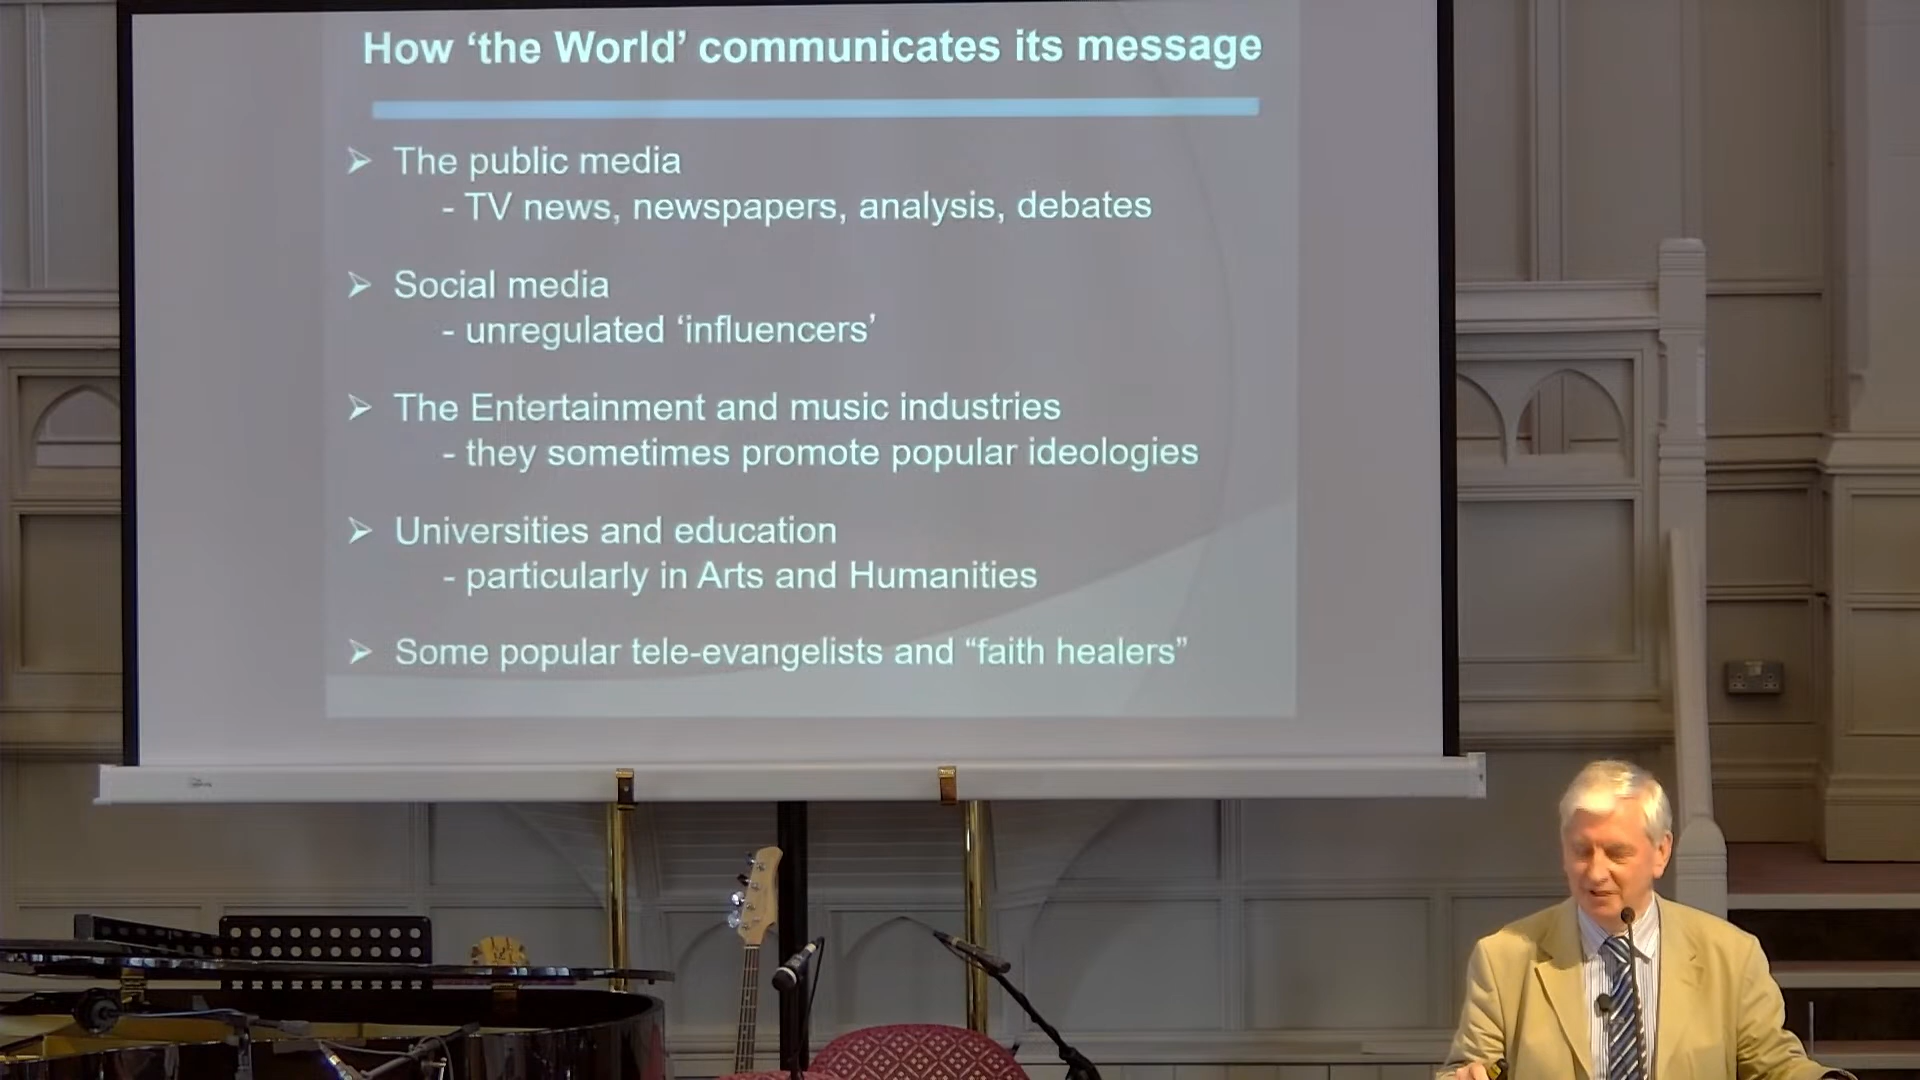 How ‘the World’ communicates its message
➢ The public media
- TV news, newspapers, analysis, debates
➢ Social media
- unregulated ‘influencers’
➢ The Entertainment and music industries
- they sometimes promote popular ideologies
➢ Universities and education
- particularly in Arts and Humanities
➢ Some popular tele-evangelists and “faith healers”